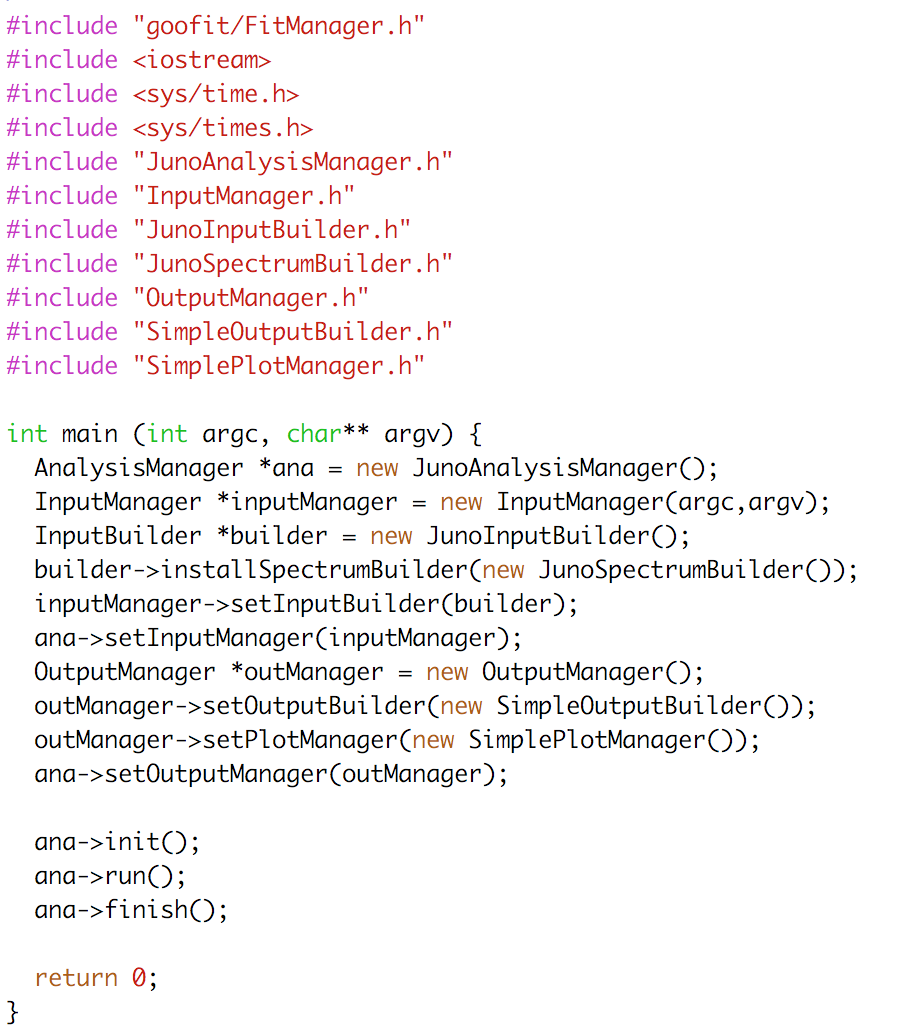 #include "goofit/FitManager.h"
#include <iostream>
#include <sys/time.h>
#include <sys/times.h>
#include "JunoAnalysisManager.h"
#include "InputManager.h"
#include "JunoInputBuilder.h"
#include "JunoSpectrumBuilder.h"
#include "OutputManager.h"
#include "SimpleOutputBuilder.h"
#include "SimplePlotManager.h"

int main (int argc, char** argv) {
  AnalysisManager *ana = new JunoAnalysisManager();
  InputManager *inputManager = new InputManager(argc,argv);
  InputBuilder *builder = new JunoInputBuilder();
  builder->installSpectrumBuilder(new JunoSpectrumBuilder());
  inputManager->setInputBuilder(builder);
  ana->setInputManager(inputManager);
  OutputManager *outManager = new OutputManager();
  outManager->setOutputBuilder(new SimpleOutputBuilder());
  outManager->setPlotManager(new SimplePlotManager());
  ana->setOutputManager(outManager);

  ana->init();
  ana->run();
  ana->finish();

  return 0;
}